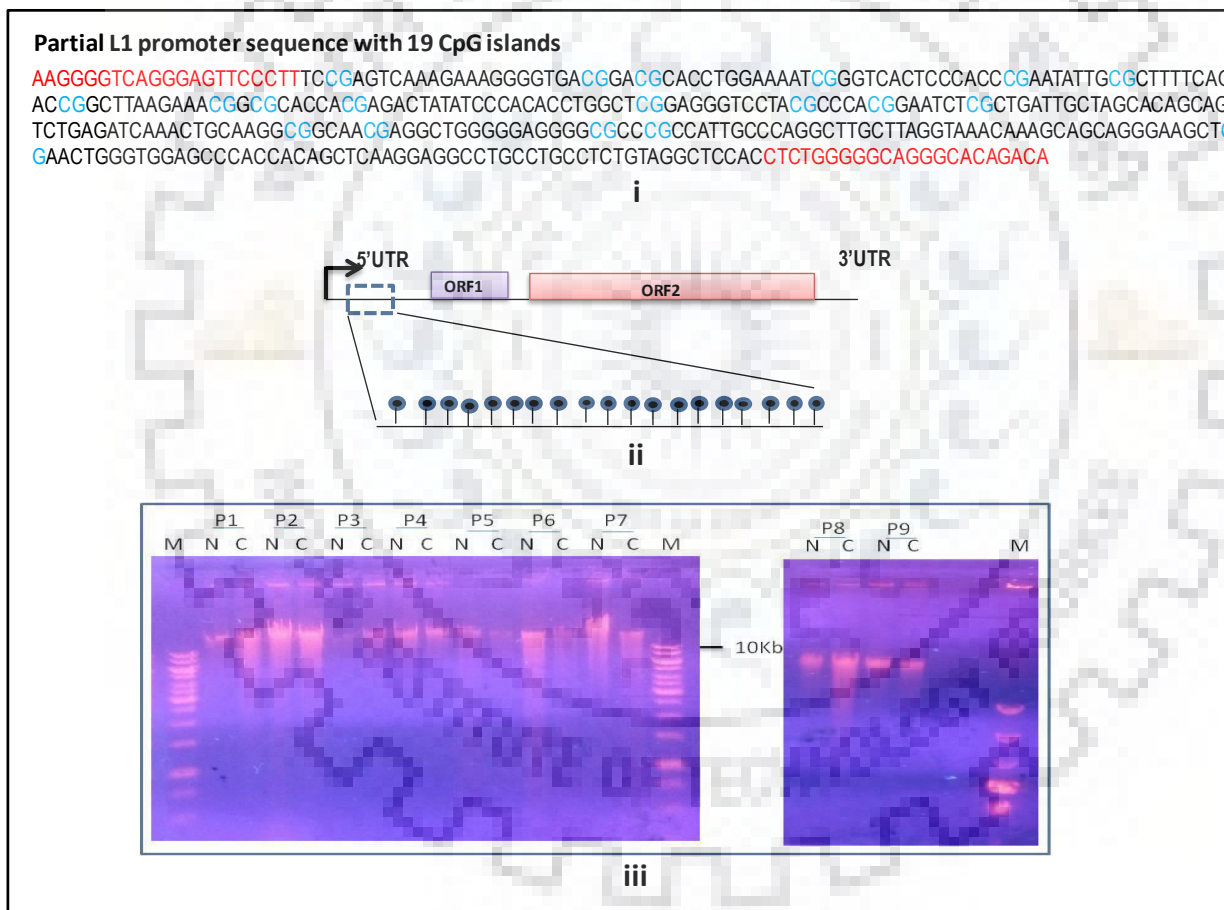 Partial L1 promoter sequence with 19 CpG islands
AAGGGGTCAGGGAGTTCCCTTTCCGAGTCAAAGAAAGGGGTGACGGACGCACCTGGAAAATCGGGTCACTCCCACCCGAATATTGCGCTTTTCAG
ACCGGCTTAAGAAACGGCGCACCACGAGACTATATCCCACACCTGGCTCGGAGGGTCCTACGCCCACGGAATCTCGCTGATTGCTAGCACAGCAG
TCTGAGATCAAACTGCAAGGCGGCAACGAGGCTGGGGGAGGGGCGCCCGCCATTGCCCAGGCTTGCTTAGGTAAACAAAGCAGCAGGGAAGCTC
GAACTGGGTGGAGCCCACCACAGCTCAAGGAGGCCTGCCTGCCTCTGTAGGCTCCACCTCTGGGGGCAGGGCACAGACA
i
5'UTR 3'UTR
ORF1 ORF2
ii
P1 P2 P3 P4 P5 P6 P7 P8 P9
M N C N C N C N C N C N C N C M N C N C M
10Kb
iii